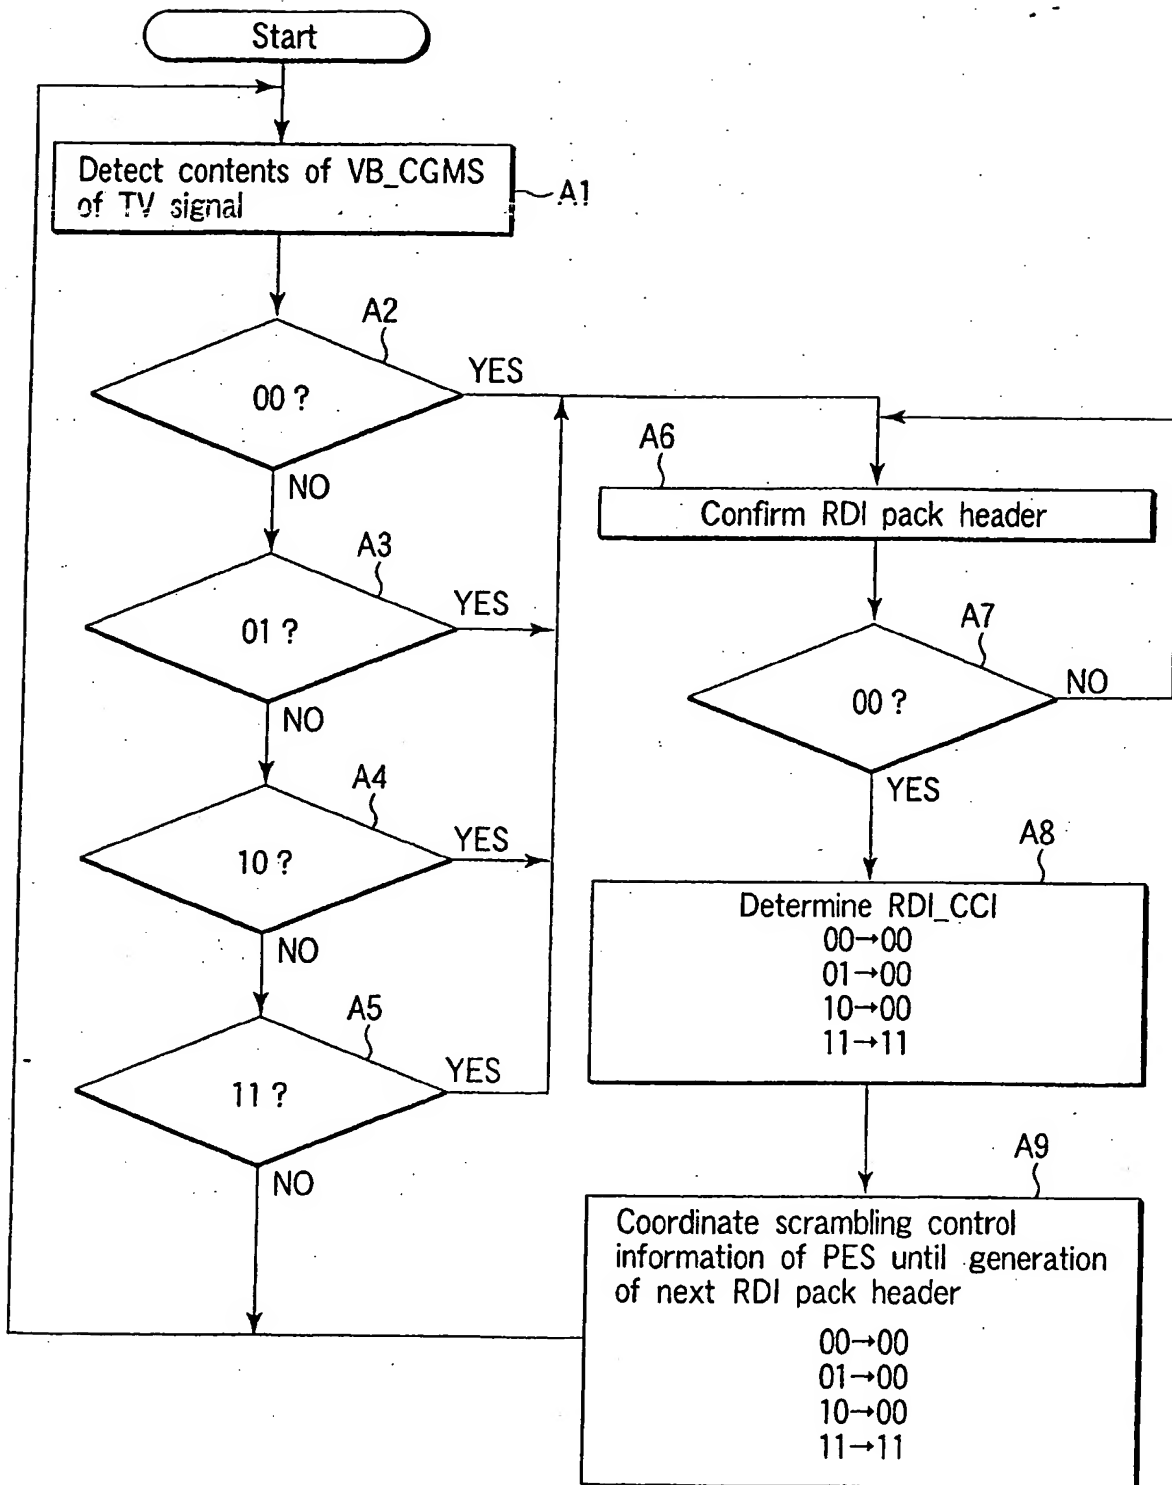 Start
Detect contents of VB_CGMS
of TV signal
A1
A2
00 ?
YES
NO
A3
01 ?
YES
NO
A4
10 ?
YES
NO
A5
11 ?
YES
NO
A6
Confirm RDI pack header
A7
00 ?
NO
YES
A8
Determine RDI_CCI
00→00
01→00
10→00
11→11
A9
Coordinate scrambling control
information of PES until generation
of next RDI pack header
00→00
01→00
10→00
11→11